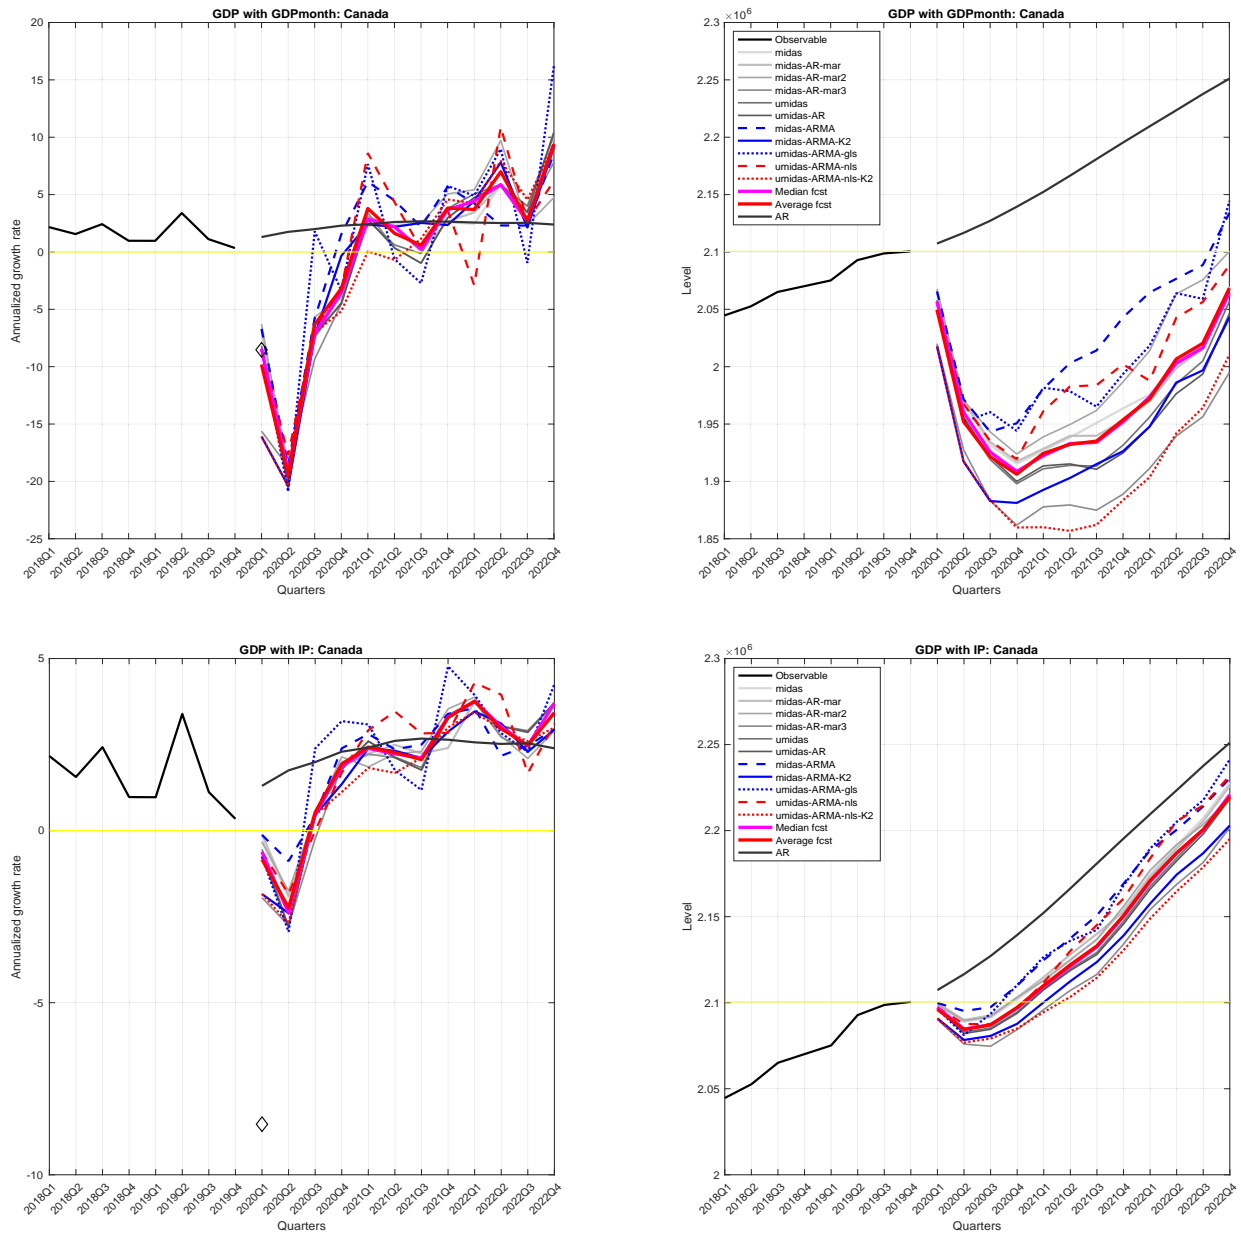 GDP with GDPmonth: Canada
20
15
10
5
0
-5
-10
-15
-20
-25
Annualized growth rate
2018Q1
2018Q2
2018Q3
2018Q4
2019Q1
2019Q2
2019Q3
2019Q4
2020Q1
2020Q2
2020Q3
2020Q4
2021Q1
2021Q2
2021Q3
2021Q4
2022Q1
2022Q2
2022Q3
2022Q4
Quarters
GDP with GDPmonth: Canada
×10^6
2.3
2.25
2.2
2.15
2.1
2.05
2
1.95
1.9
1.85
Level
Observable
midas
midas-AR-mar
midas-AR-mar2
midas-AR-mar3
umidas
umidas-AR
midas-ARMA
midas-ARMA-K2
umidas-ARMA-gls
umidas-ARMA-nls
umidas-ARMA-nls-K2
Median fcst
Average fcst
AR
2018Q1
2018Q2
2018Q3
2018Q4
2019Q1
2019Q2
2019Q3
2019Q4
2020Q1
2020Q2
2020Q3
2020Q4
2021Q1
2021Q2
2021Q3
2021Q4
2022Q1
2022Q2
2022Q3
2022Q4
Quarters
GDP with IP: Canada
5
0
-5
-10
Annualized growth rate
2018Q1
2018Q2
2018Q3
2018Q4
2019Q1
2019Q2
2019Q3
2019Q4
2020Q1
2020Q2
2020Q3
2020Q4
2021Q1
2021Q2
2021Q3
2021Q4
2022Q1
2022Q2
2022Q3
2022Q4
Quarters
GDP with IP: Canada
×10^6
2.3
2.25
2.2
2.15
2.1
2.05
2
Level
Observable
midas
midas-AR-mar
midas-AR-mar2
midas-AR-mar3
umidas
umidas-AR
midas-ARMA
midas-ARMA-K2
umidas-ARMA-gls
umidas-ARMA-nls
umidas-ARMA-nls-K2
Median fcst
Average fcst
AR
2018Q1
2018Q2
2018Q3
2018Q4
2019Q1
2019Q2
2019Q3
2019Q4
2020Q1
2020Q2
2020Q3
2020Q4
2021Q1
2021Q2
2021Q3
2021Q4
2022Q1
2022Q2
2022Q3
2022Q4
Quarters